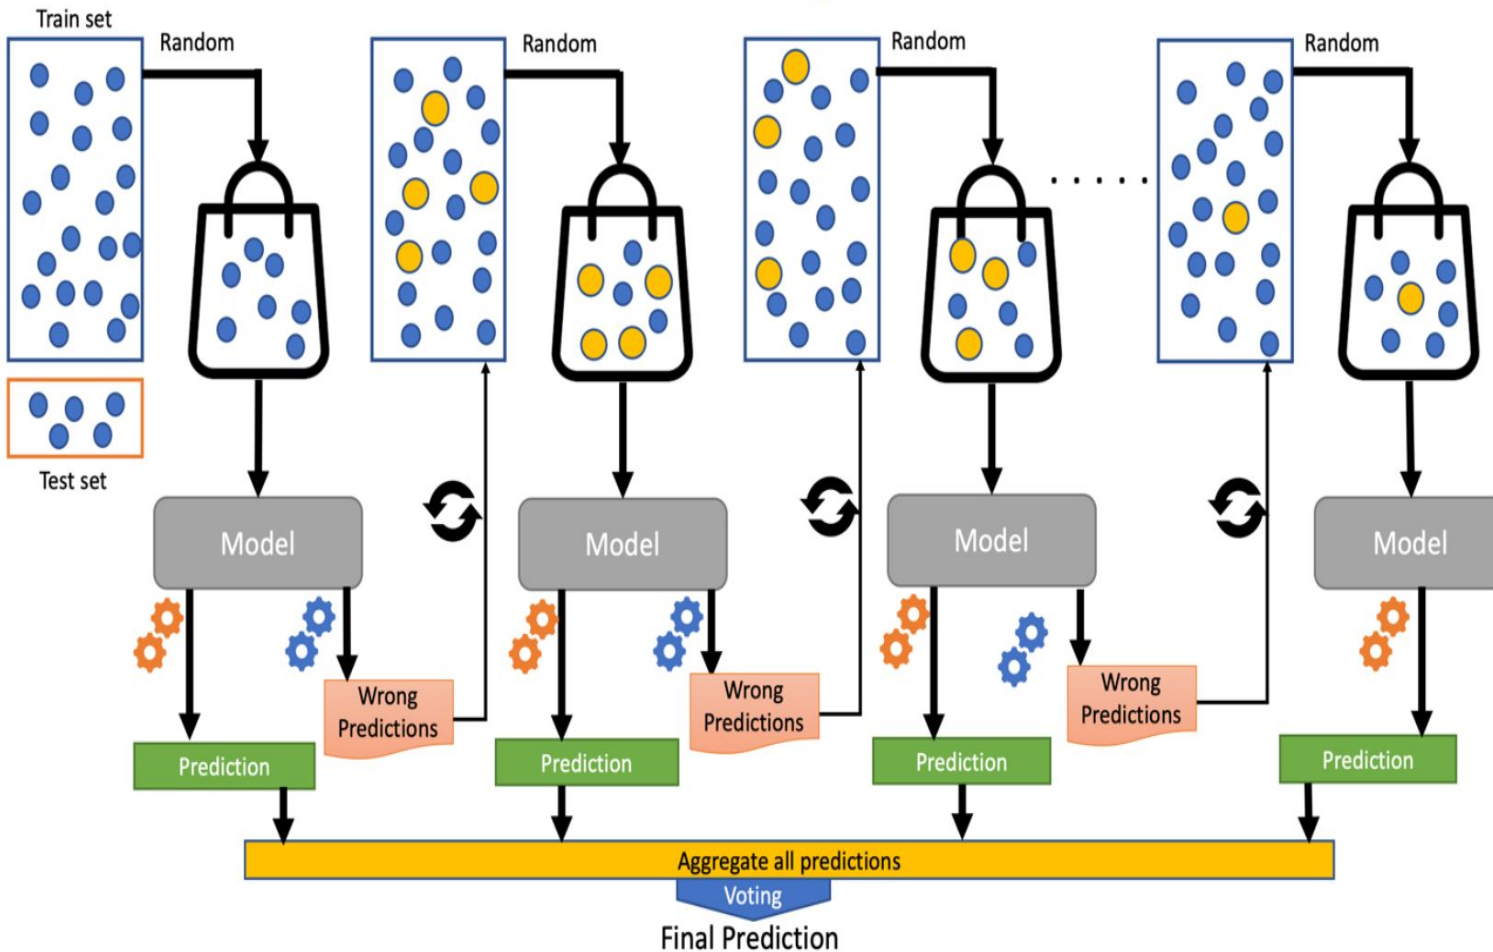 Train set
Random
Random
Random
Random
. . . . . .
Test set
Model
Model
Model
Model
Wrong
Predictions
Wrong
Predictions
Wrong
Predictions
Prediction
Prediction
Prediction
Prediction
Aggregate all predictions
Voting
Final Prediction